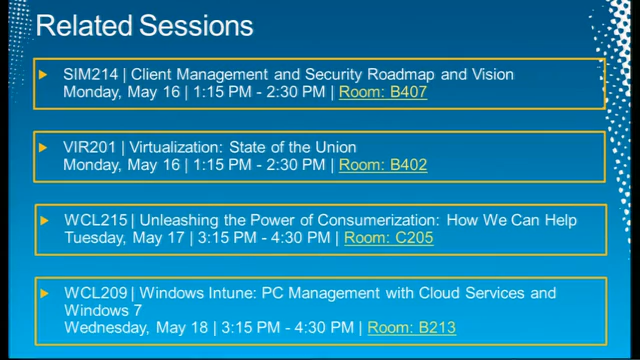 Related Sessions
SIM214 | Client Management and Security Roadmap and Vision
Monday, May 16 | 1:15 PM - 2:30 PM | Room: B407
VIR201 | Virtualization: State of the Union
Monday, May 16 | 1:15 PM - 2:30 PM | Room: B402
WCL215 | Unleashing the Power of Consumerization: How We Can Help
Tuesday, May 17 | 3:15 PM - 4:30 PM | Room: C205
WCL209 | Windows Intune: PC Management with Cloud Services and
Windows 7
Wednesday, May 18 | 3:15 PM - 4:30 PM | Room: B213